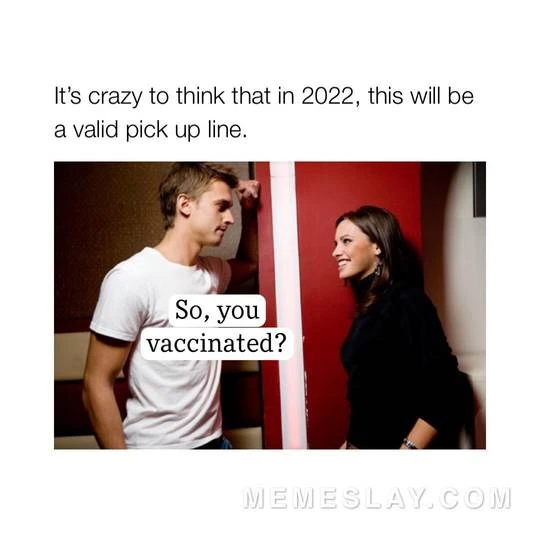 It’s crazy to think that in 2022, this will be
a valid pick up line.
So, you
vaccinated?
MEMESLAY.COM